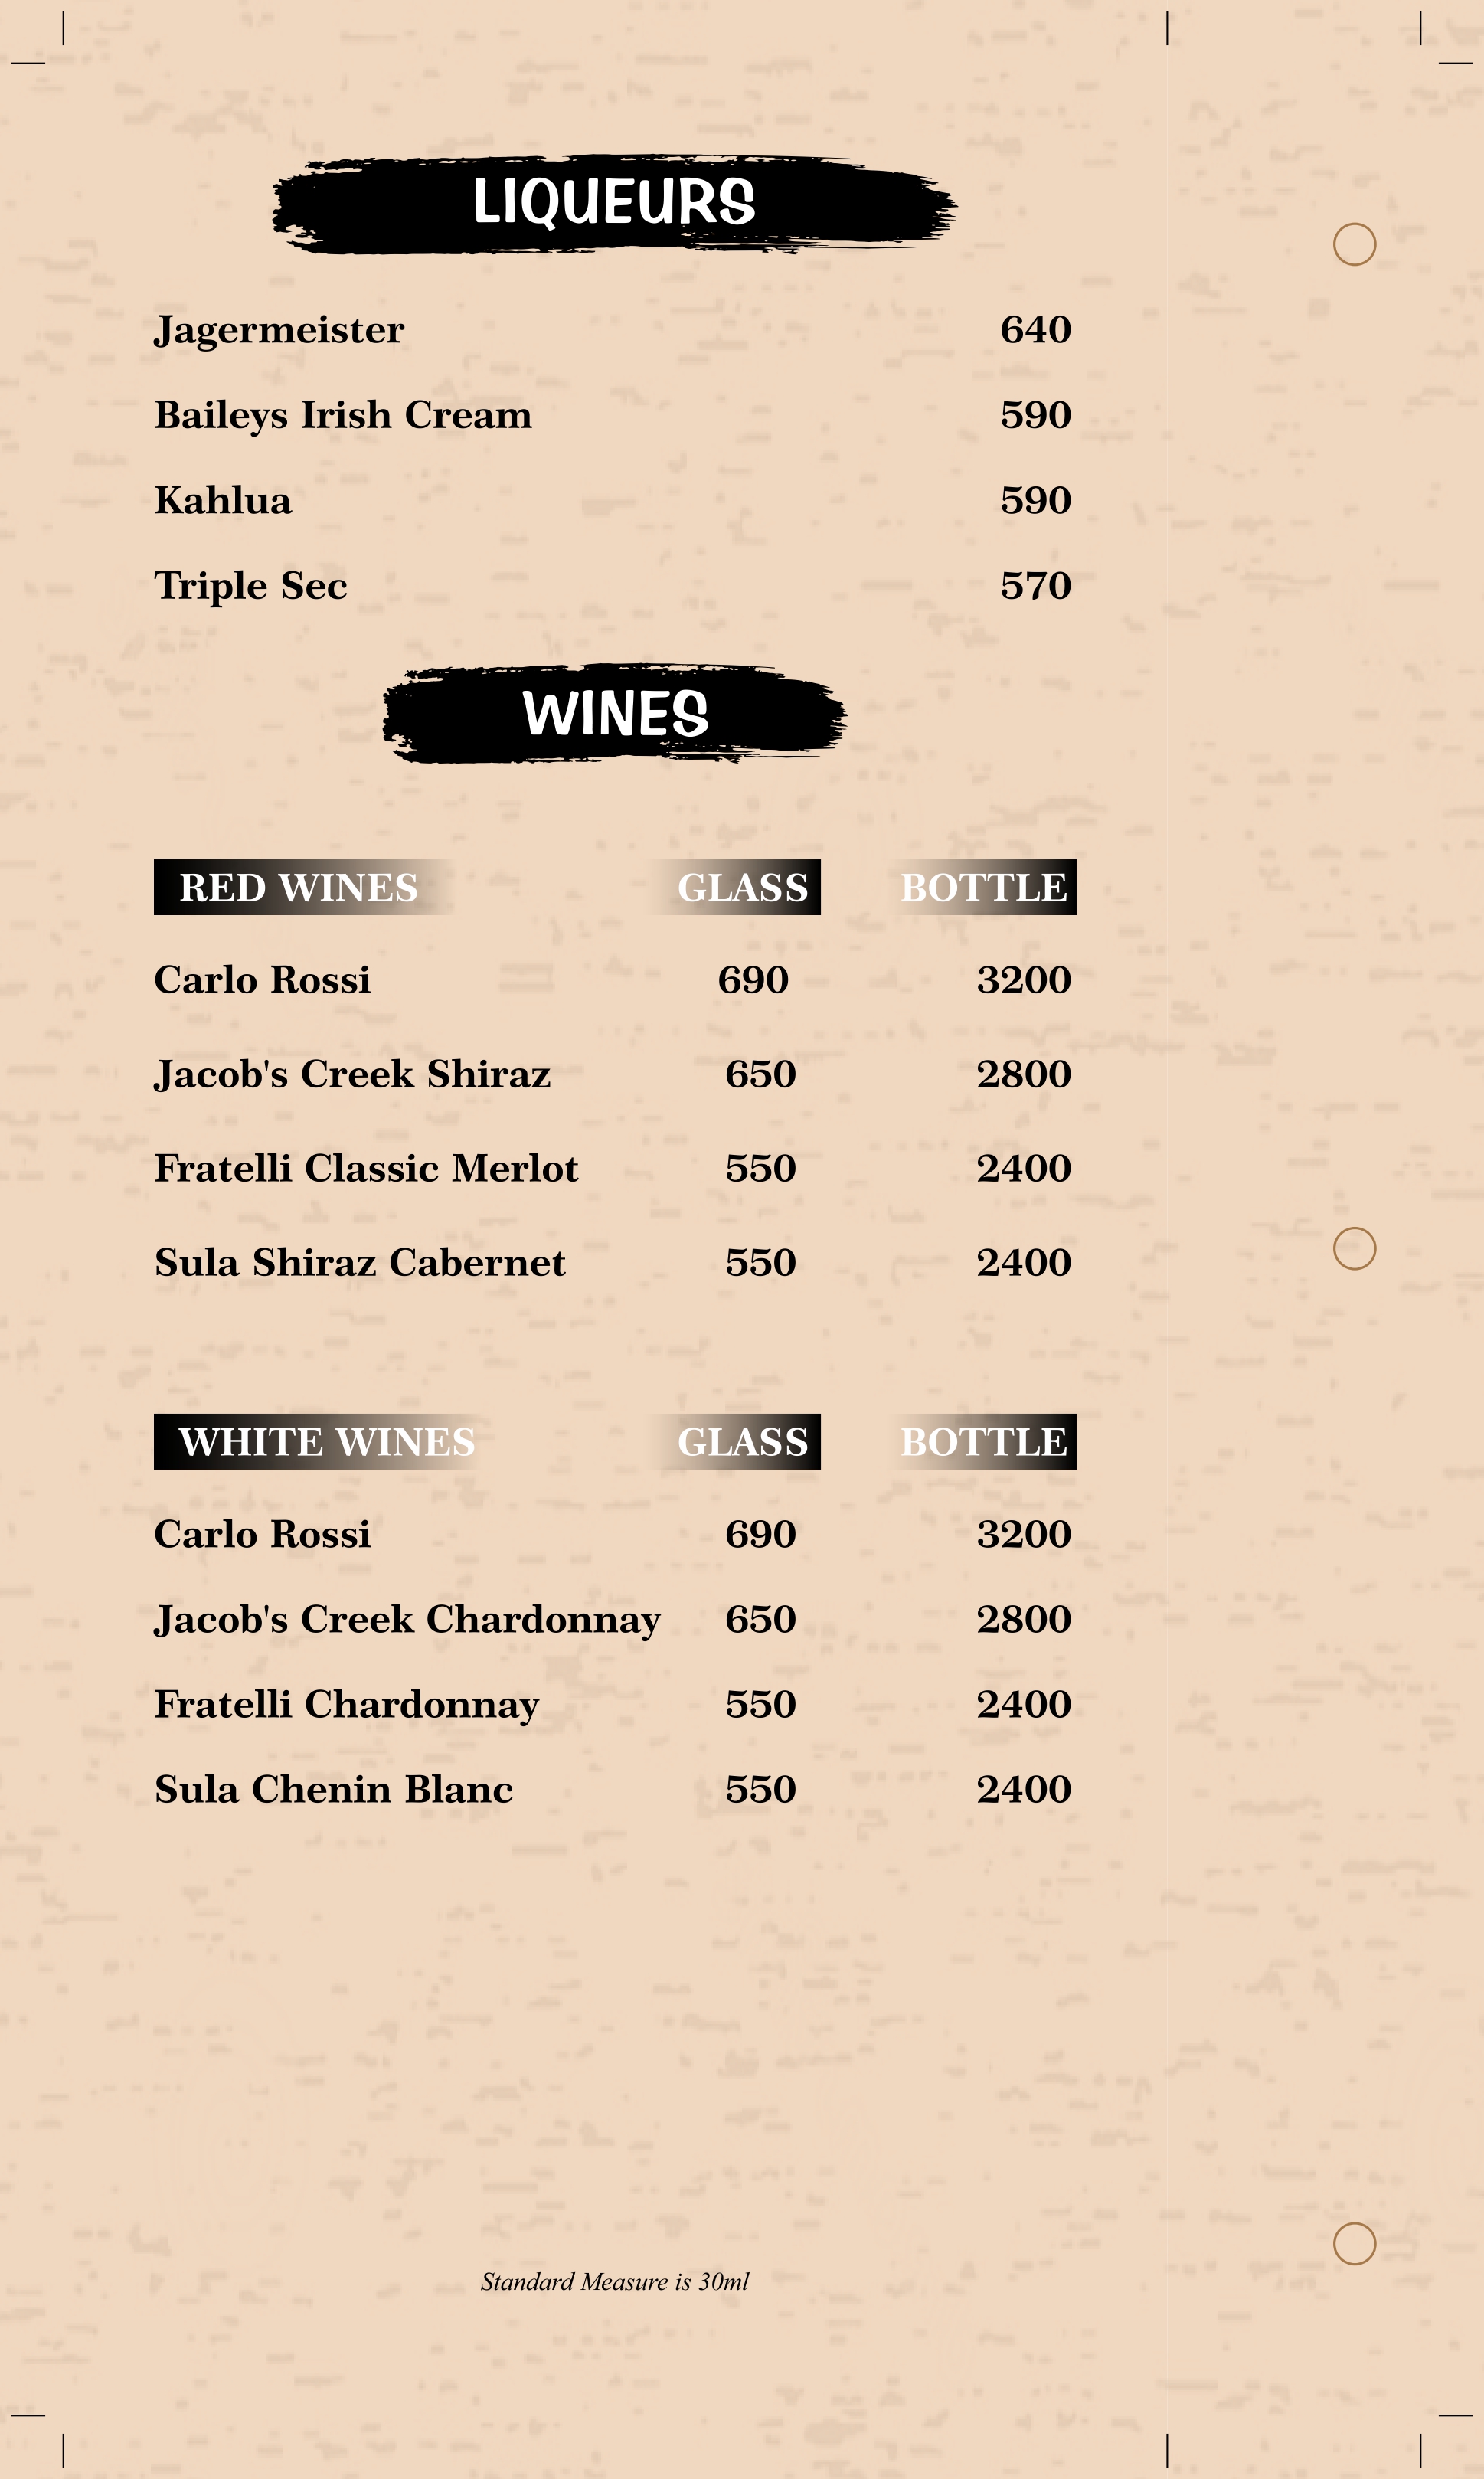 LIQUEURS
Jagermeister 640
Baileys Irish Cream 590
Kahlua 590
Triple Sec 570
WINES
RED WINES GLASS BOTTLE
Carlo Rossi 690 3200
Jacob's Creek Shiraz 650 2800
Fratelli Classic Merlot 550 2400
Sula Shiraz Cabernet 550 2400
WHITE WINES GLASS BOTTLE
Carlo Rossi 690 3200
Jacob's Creek Chardonnay 650 2800
Fratelli Chardonnay 550 2400
Sula Chenin Blanc 550 2400
Standard Measure is 30ml